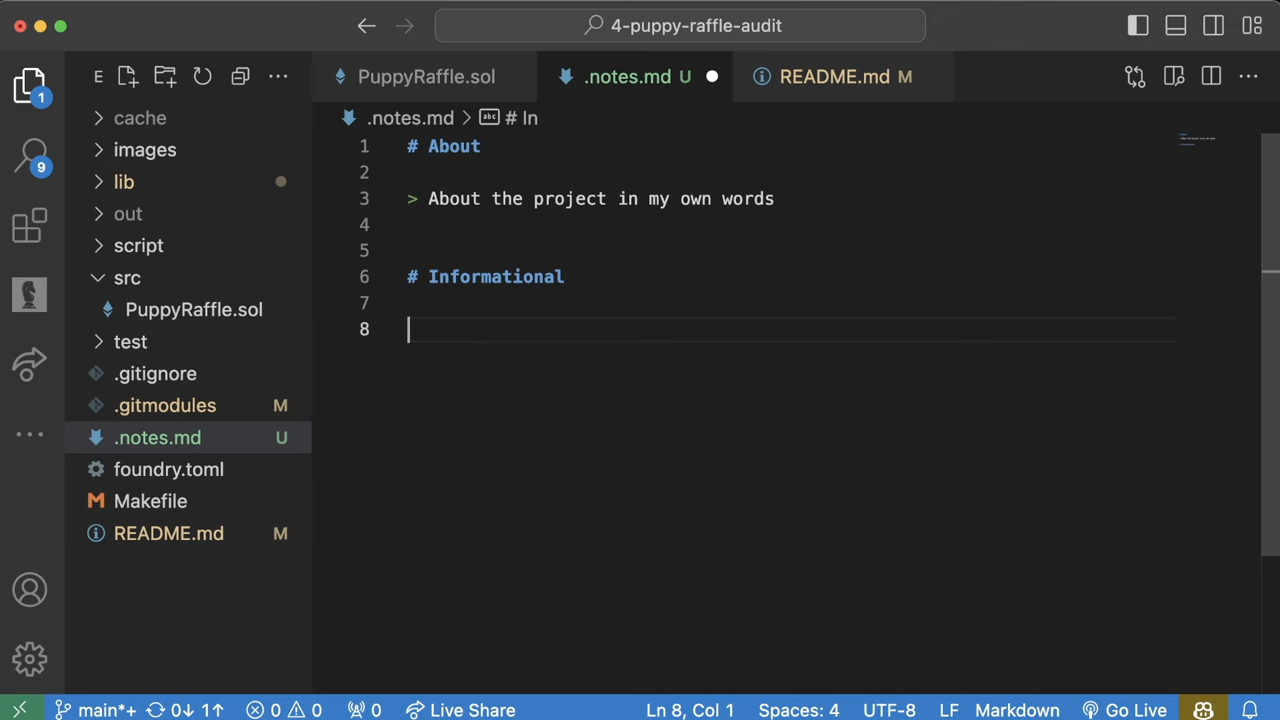 4-puppy-raffle-audit
E
PuppyRaffle.sol
.notes.md U
README.md M
.notes.md > # In
1
9
cache
images
lib
out
script
src
PuppyRaffle.sol
test
.gitignore
.gitmodules M
.notes.md U
foundry.toml
Makefile
README.md M
1 # About
2
3 > About the project in my own words
4
5
6 # Informational
7
8
main*+ 0↓ 1↑ 0 0 0 Live Share Ln 8, Col 1 Spaces: 4 UTF-8 LF Markdown Go Live